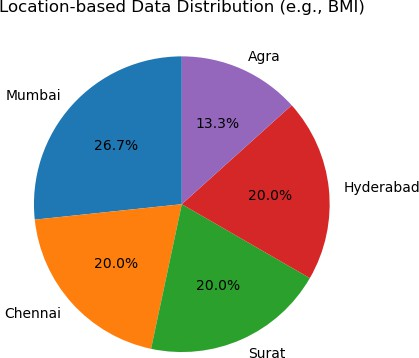 Location-based Data Distribution (e.g., BMI)
Agra
Mumbai
13.3%
26.7%
Hyderabad
20.0%
20.0%
20.0%
Chennai
Surat